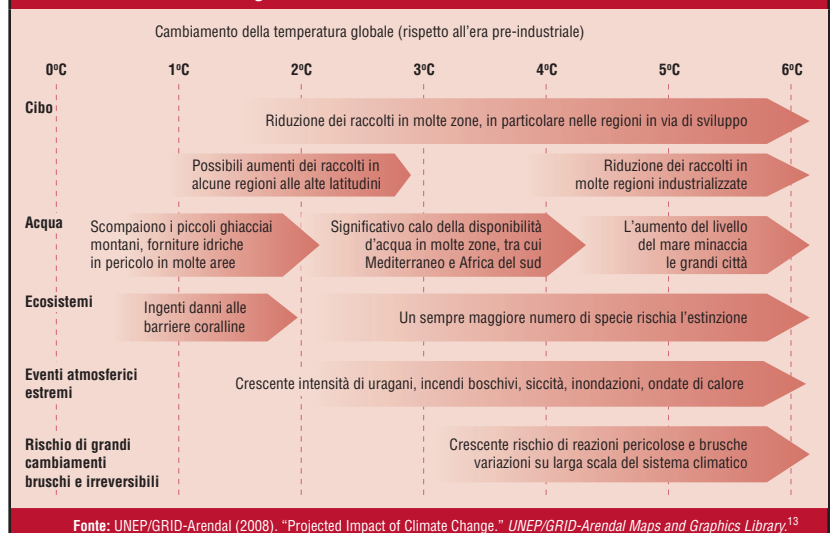 Cambiamento della temperatura globale (rispetto all'era pre-industriale)
0ºC 1ºC 2ºC 3ºC 4ºC 5ºC 6ºC
Cibo
Riduzione dei raccolti in molte zone, in particolare nelle regioni in via di sviluppo
Possibili aumenti dei raccolti in
alcune regioni alle alte latitudini
Riduzione dei raccolti in
molte regioni industrializzate
Acqua
Scompaiono i piccoli ghiacciai
montani, forniture idriche
in pericolo in molte aree
Significativo calo della disponibilità
d'acqua in molte zone, tra cui
Mediterraneo e Africa del sud
L'aumento del livello
del mare minaccia
le grandi città
Ecosistemi
Ingenti danni alle
barriere coralline
Un sempre maggiore numero di specie rischia l'estinzione
Eventi atmosferici
estremi
Crescente intensità di uragani, incendi boschivi, siccità, inondazioni, ondate di calore
Rischio di grandi
cambiamenti
bruschi e irreversibili
Crescente rischio di reazioni pericolose e brusche
variazioni su larga scala del sistema climatico
Fonte: UNEP/GRID-Arendal (2008). “Projected Impact of Climate Change.” UNEP/GRID-Arendal Maps and Graphics Library.13